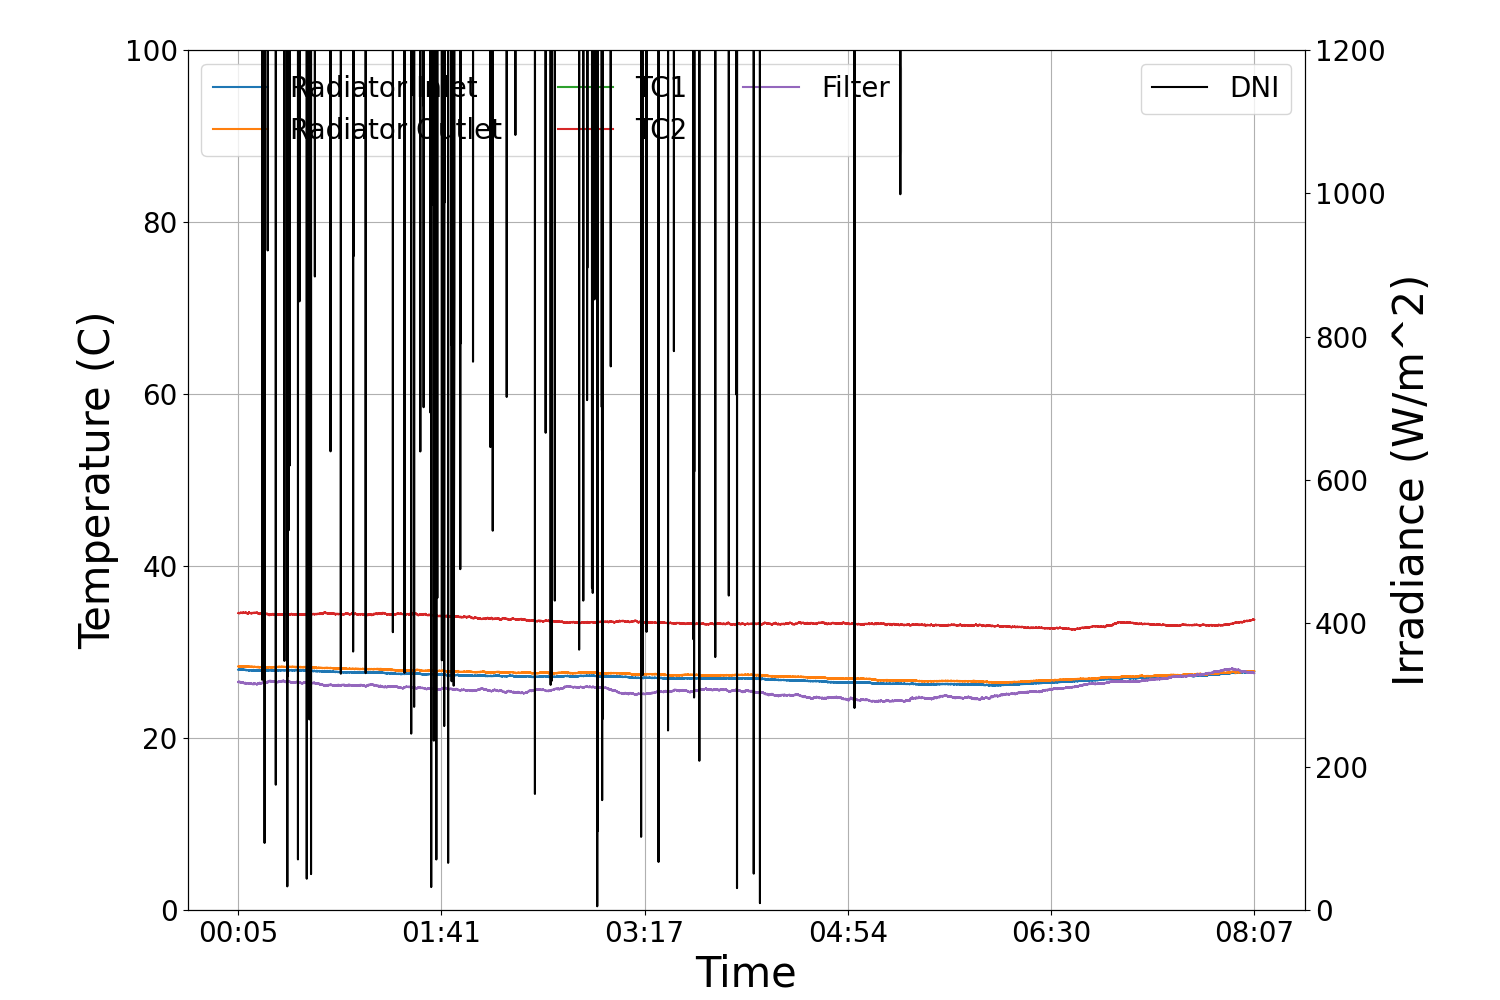 100
80
60
40
20
0
Temperature (C)
Radiator Inlet
Radiator Outlet
TC1
TC2
Filter
DNI
1200
1000
800
600
400
200
0
Irradiance (W/m^2)
00:05 01:41 03:17 04:54 06:30 08:07
Time